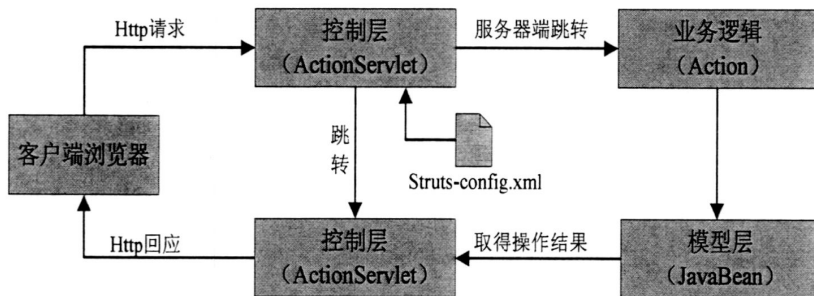 Http请求
控制层
（ActionServlet）
服务器端跳转
业务逻辑
（Action）
客户端浏览器
跳
转
Struts-config.xml
Http回应
控制层
（ActionServlet）
取得操作结果
模型层
（JavaBean）